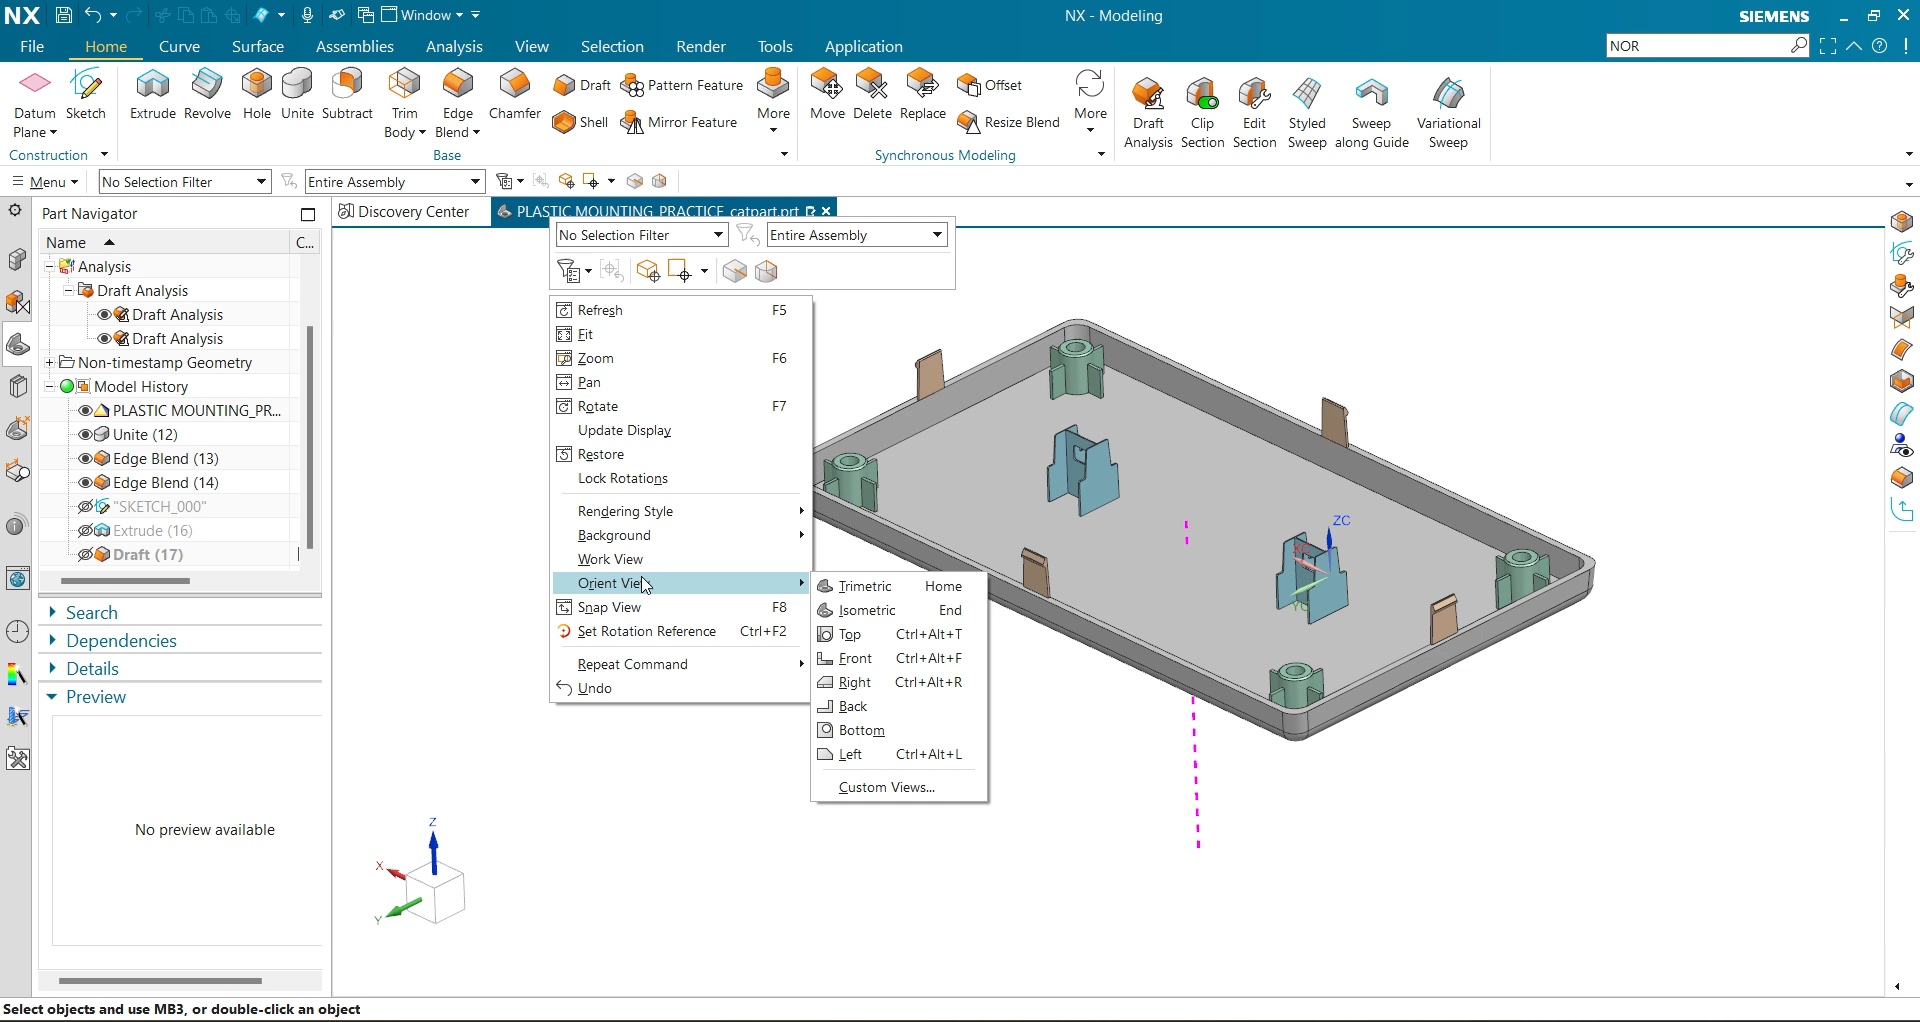 NX Window NX - Modeling SIEMENS
File Home Curve Surface Assemblies Analysis View Selection Render Tools Application NOR
Datum Plane Sketch Extrude Revolve Hole Unite Subtract Trim Body Edge Blend Chamfer Draft Shell Pattern Feature Mirror Feature More Move Delete Replace Offset Resize Blend More Draft Analysis Clip Section Edit Section Styled Sweep Sweep along Guide Variational Sweep
Construction Base Synchronous Modeling
Menu No Selection Filter Entire Assembly
Part Navigator
Discovery Center PLASTIC MOUNTING_PRACTICE_catpart.prt
Name C...
Analysis
Draft Analysis
Draft Analysis
Draft Analysis
Non-timestamp Geometry
Model History
PLASTIC MOUNTING_PR...
Unite (12)
Edge Blend (13)
Edge Blend (14)
"SKETCH_000"
Extrude (16)
Draft (17)
Search
Dependencies
Details
Preview
No preview available
No Selection Filter Entire Assembly
Refresh F5
Fit
Zoom F6
Pan
Rotate F7
Update Display
Restore
Lock Rotations
Rendering Style
Background
Work View
Orient View
Snap View F8
Set Rotation Reference Ctrl+F2
Repeat Command
Undo
Trimetric Home
Isometric End
Top Ctrl+Alt+T
Front Ctrl+Alt+F
Right Ctrl+Alt+R
Back
Bottom
Left Ctrl+Alt+L
Custom Views...
ZC
XC
YC
Z
X
Y
Select objects and use MB3, or double-click an object